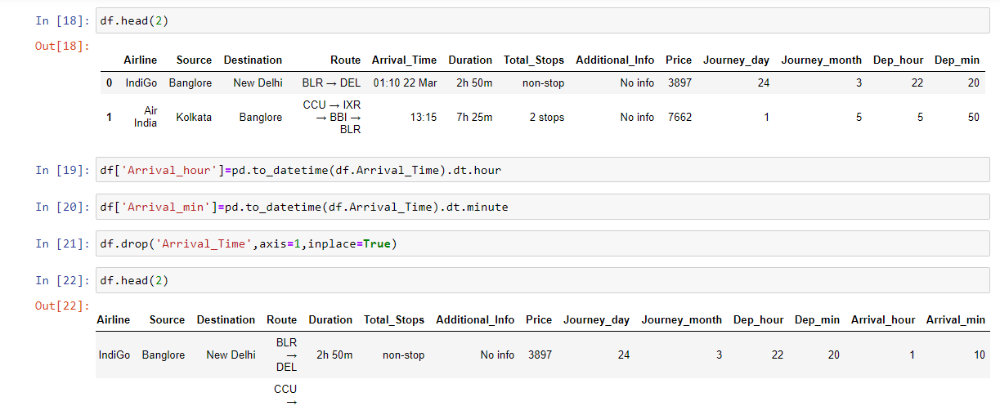 In [18]: df.head(2)
Out[18]:
Airline Source Destination Route Arrival_Time Duration Total_Stops Additional_Info Price Journey_day Journey_month Dep_hour Dep_min
0 IndiGo Banglore New Delhi BLR → DEL 01:10 22 Mar 2h 50m non-stop No info 3897 24 3 22 20
1 Air India Kolkata Banglore CCU → IXR → BBI → BLR 13:15 7h 25m 2 stops No info 7662 1 5 5 50
In [19]: df['Arrival_hour']=pd.to_datetime(df.Arrival_Time).dt.hour
In [20]: df['Arrival_min']=pd.to_datetime(df.Arrival_Time).dt.minute
In [21]: df.drop('Arrival_Time',axis=1,inplace=True)
In [22]: df.head(2)
Out[22]:
Airline Source Destination Route Duration Total_Stops Additional_Info Price Journey_day Journey_month Dep_hour Dep_min Arrival_hour Arrival_min
IndiGo Banglore New Delhi BLR → DEL 2h 50m non-stop No info 3897 24 3 22 20 1 10
CCU
→